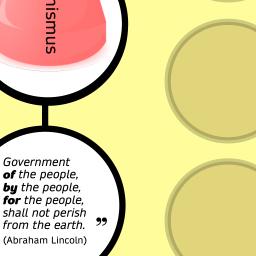 nismus
Government
of the people,
by the people,
for the people,
shall not perish
from the earth. ”
(Abraham Lincoln)